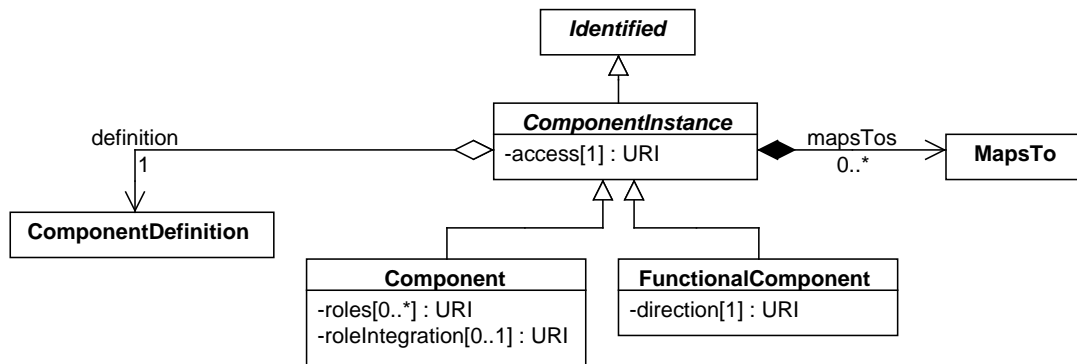 Identified
ComponentInstance
-access[1] : URI
definition
1
mapsTos
0..*
MapsTo
ComponentDefinition
Component
-roles[0..*] : URI
-roleIntegration[0..1] : URI
FunctionalComponent
-direction[1] : URI